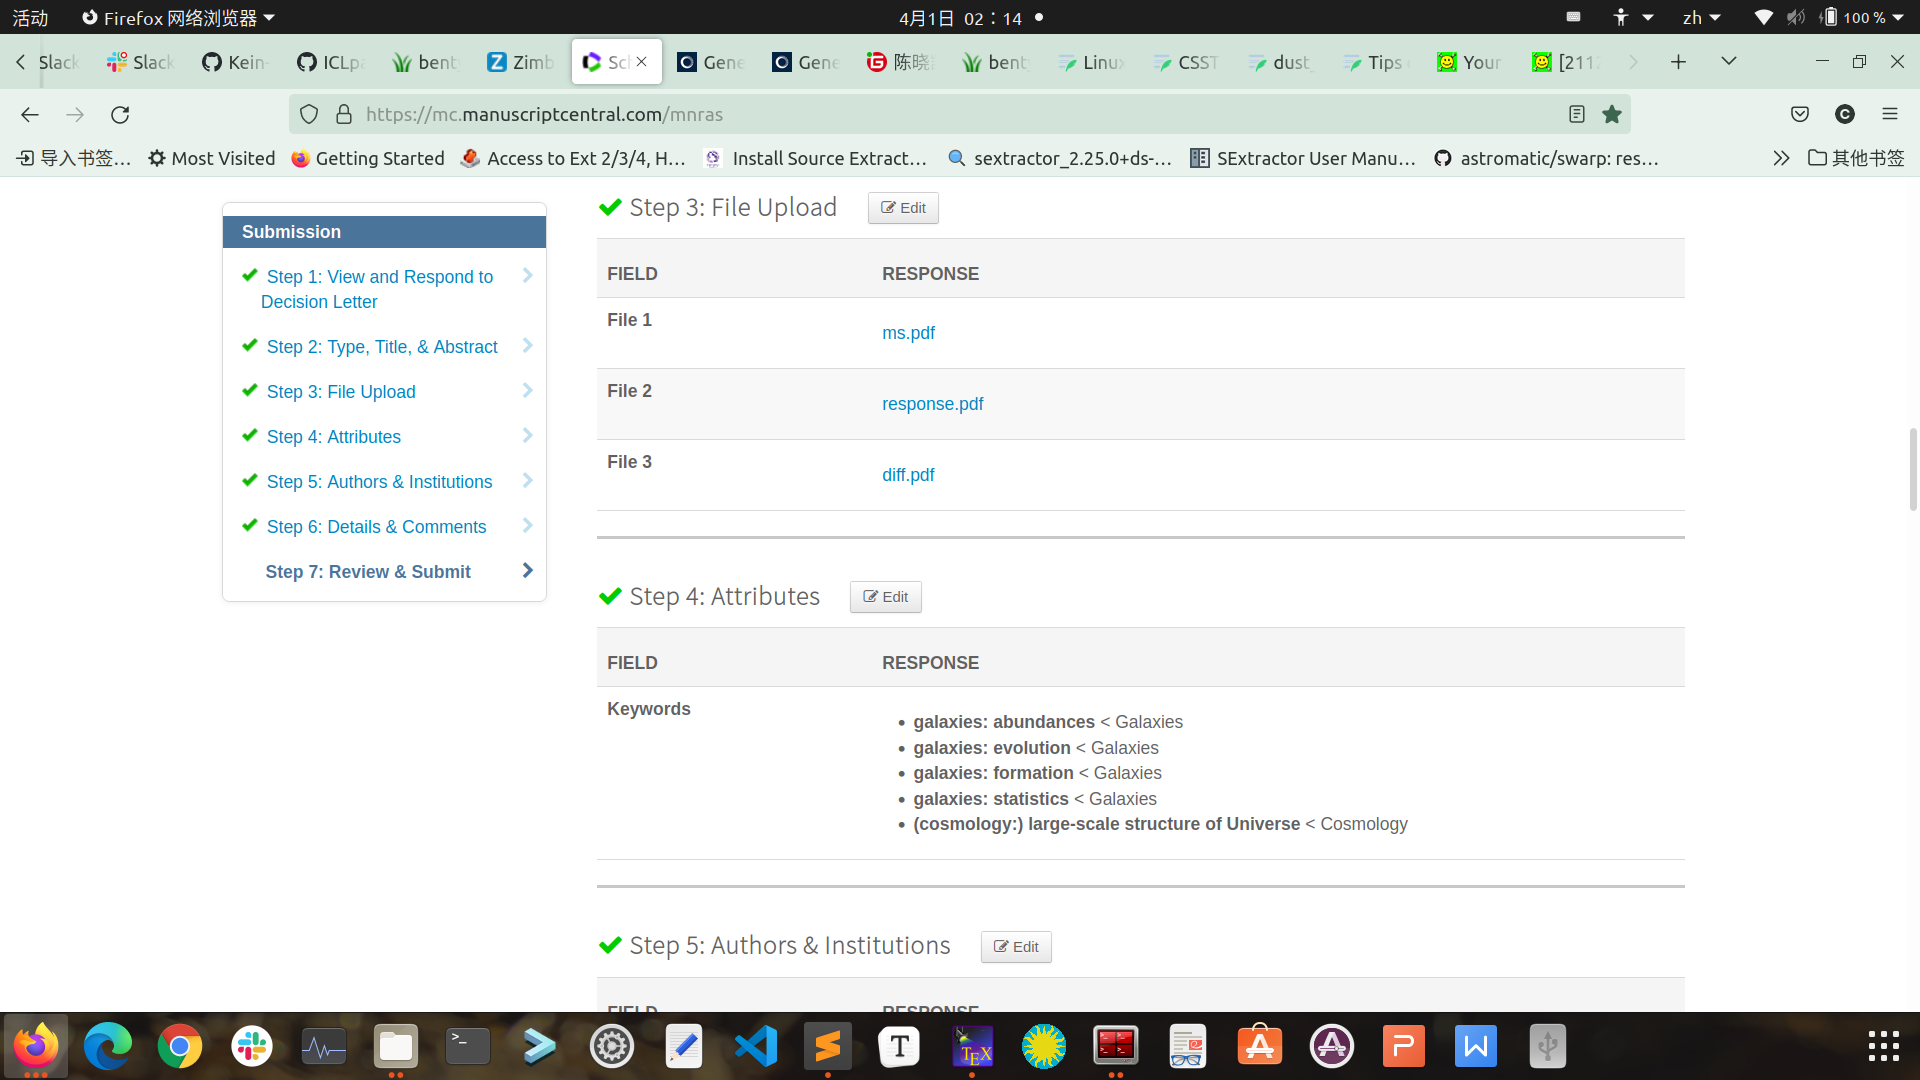 活动
Firefox 网络浏览器
4月1日 02：14
zh
100 %
Slack
Slack
Kein-
ICLpa
bent
Zimb
Sch
Gene
Gene
陈晓
bent
Linux
CSST
dust_
Tips
Your
[2112
https://mc.manuscriptcentral.com/mnras
导入书签…
Most Visited
Getting Started
Access to Ext 2/3/4, H…
Install Source Extract…
sextractor_2.25.0+ds-…
SExtractor User Manu…
astromatic/swarp: res…
其他书签
Submission
Step 1: View and Respond to
Decision Letter
Step 2: Type, Title, & Abstract
Step 3: File Upload
Step 4: Attributes
Step 5: Authors & Institutions
Step 6: Details & Comments
Step 7: Review & Submit
Step 3: File Upload
Edit
FIELD
RESPONSE
File 1
ms.pdf
File 2
response.pdf
File 3
diff.pdf
Step 4: Attributes
Edit
FIELD
RESPONSE
Keywords
• galaxies: abundances < Galaxies
• galaxies: evolution < Galaxies
• galaxies: formation < Galaxies
• galaxies: statistics < Galaxies
• (cosmology:) large-scale structure of Universe < Cosmology
Step 5: Authors & Institutions
Edit
FIELD
RESPONSE